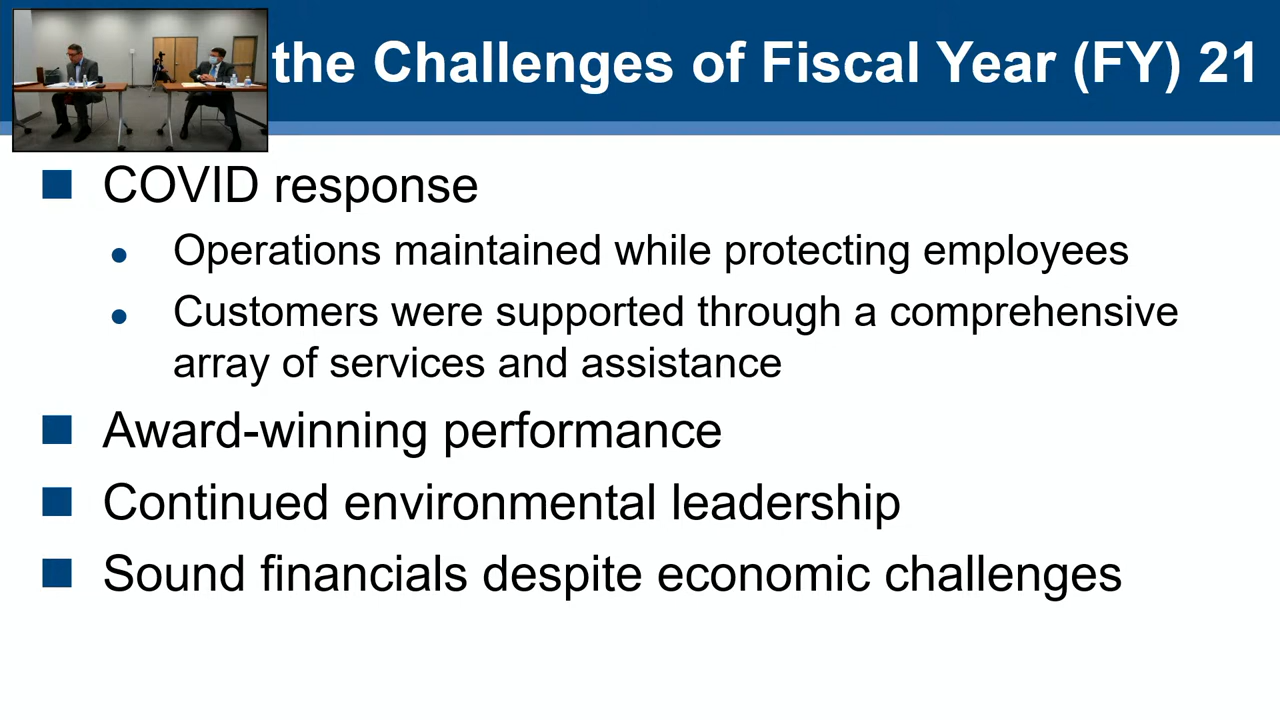 the Challenges of Fiscal Year (FY) 21
COVID response
Operations maintained while protecting employees
Customers were supported through a comprehensive
array of services and assistance
Award-winning performance
Continued environmental leadership
Sound financials despite economic challenges